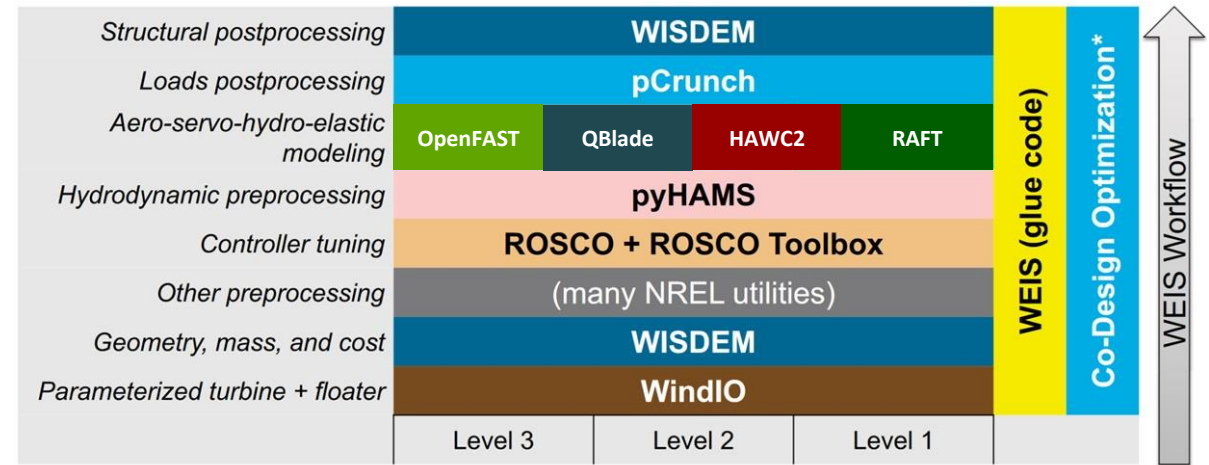 Structural postprocessing
WISDEM
Loads postprocessing
pCrunch
Aero-servo-hydro-elastic
modeling
OpenFAST
QBlade
HAWC2
RAFT
Hydrodynamic preprocessing
pyHAMS
Controller tuning
ROSCO + ROSCO Toolbox
Other preprocessing
(many NREL utilities)
Geometry, mass, and cost
WISDEM
Parameterized turbine + floater
WindIO
Level 3
Level 2
Level 1
WEIS (glue code)
Co-Design Optimization*
WEIS Workflow